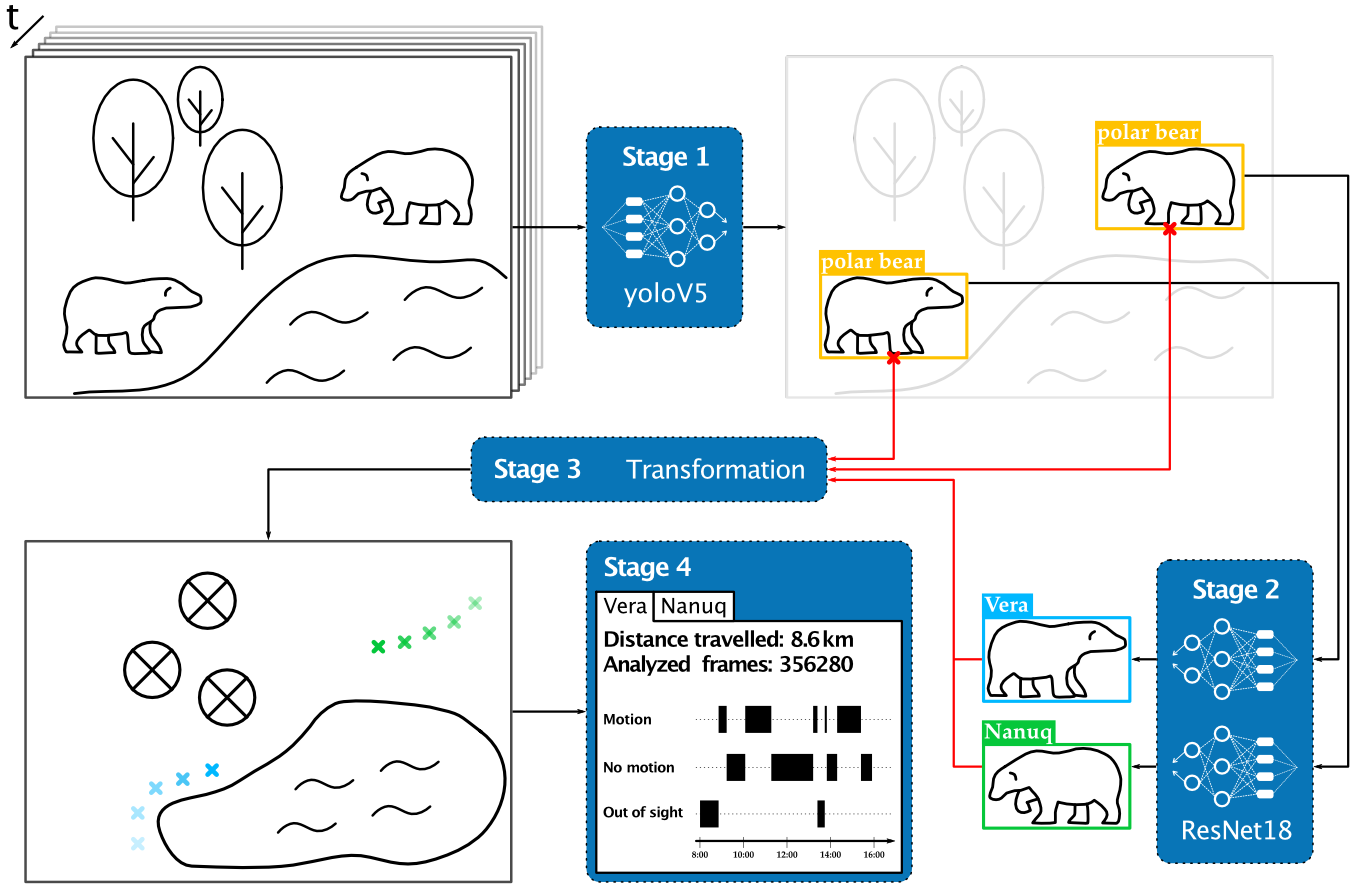 t
Stage 1
yoloV5
polar bear
polar bear
Stage 3 Transformation
Stage 2
ResNet18
Vera
Nanuq
Stage 4
Vera Nanuq
Distance travelled: 8.6 km
Analyzed frames: 356280
Motion
No motion
Out of sight
8:00 10:00 12:00 14:00 16:00